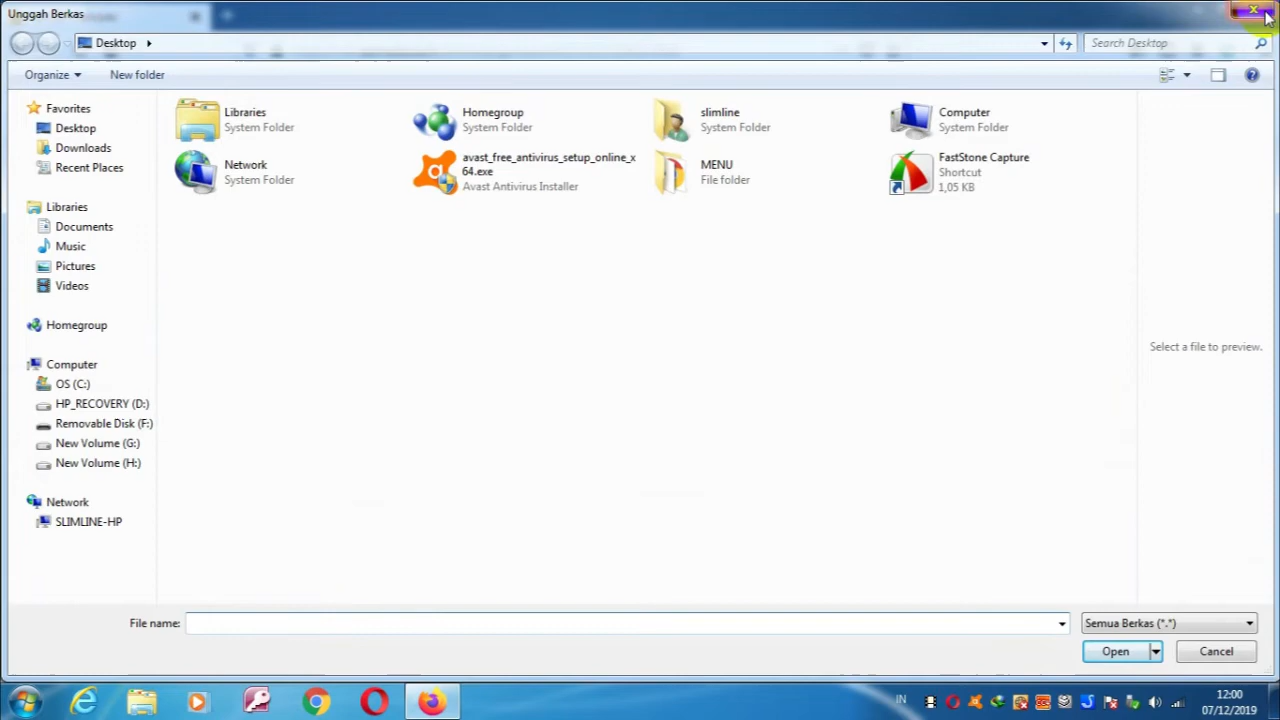 Unggah Berkas
Desktop
Search Desktop
Organize
New folder
Favorites
Desktop
Downloads
Recent Places
Libraries
Documents
Music
Pictures
Videos
Homegroup
Computer
OS (C:)
HP_RECOVERY (D:)
Removable Disk (F:)
New Volume (G:)
New Volume (H:)
Network
SLIMLINE-HP
Libraries
System Folder
Homegroup
System Folder
slimline
System Folder
Computer
System Folder
Network
System Folder
avast_free_antivirus_setup_online_x
64.exe
Avast Antivirus Installer
MENU
File folder
FastStone Capture
Shortcut
1,05 KB
Select a file to preview.
File name:
Semua Berkas (*.*)
Open
Cancel
IN
12:00
07/12/2019